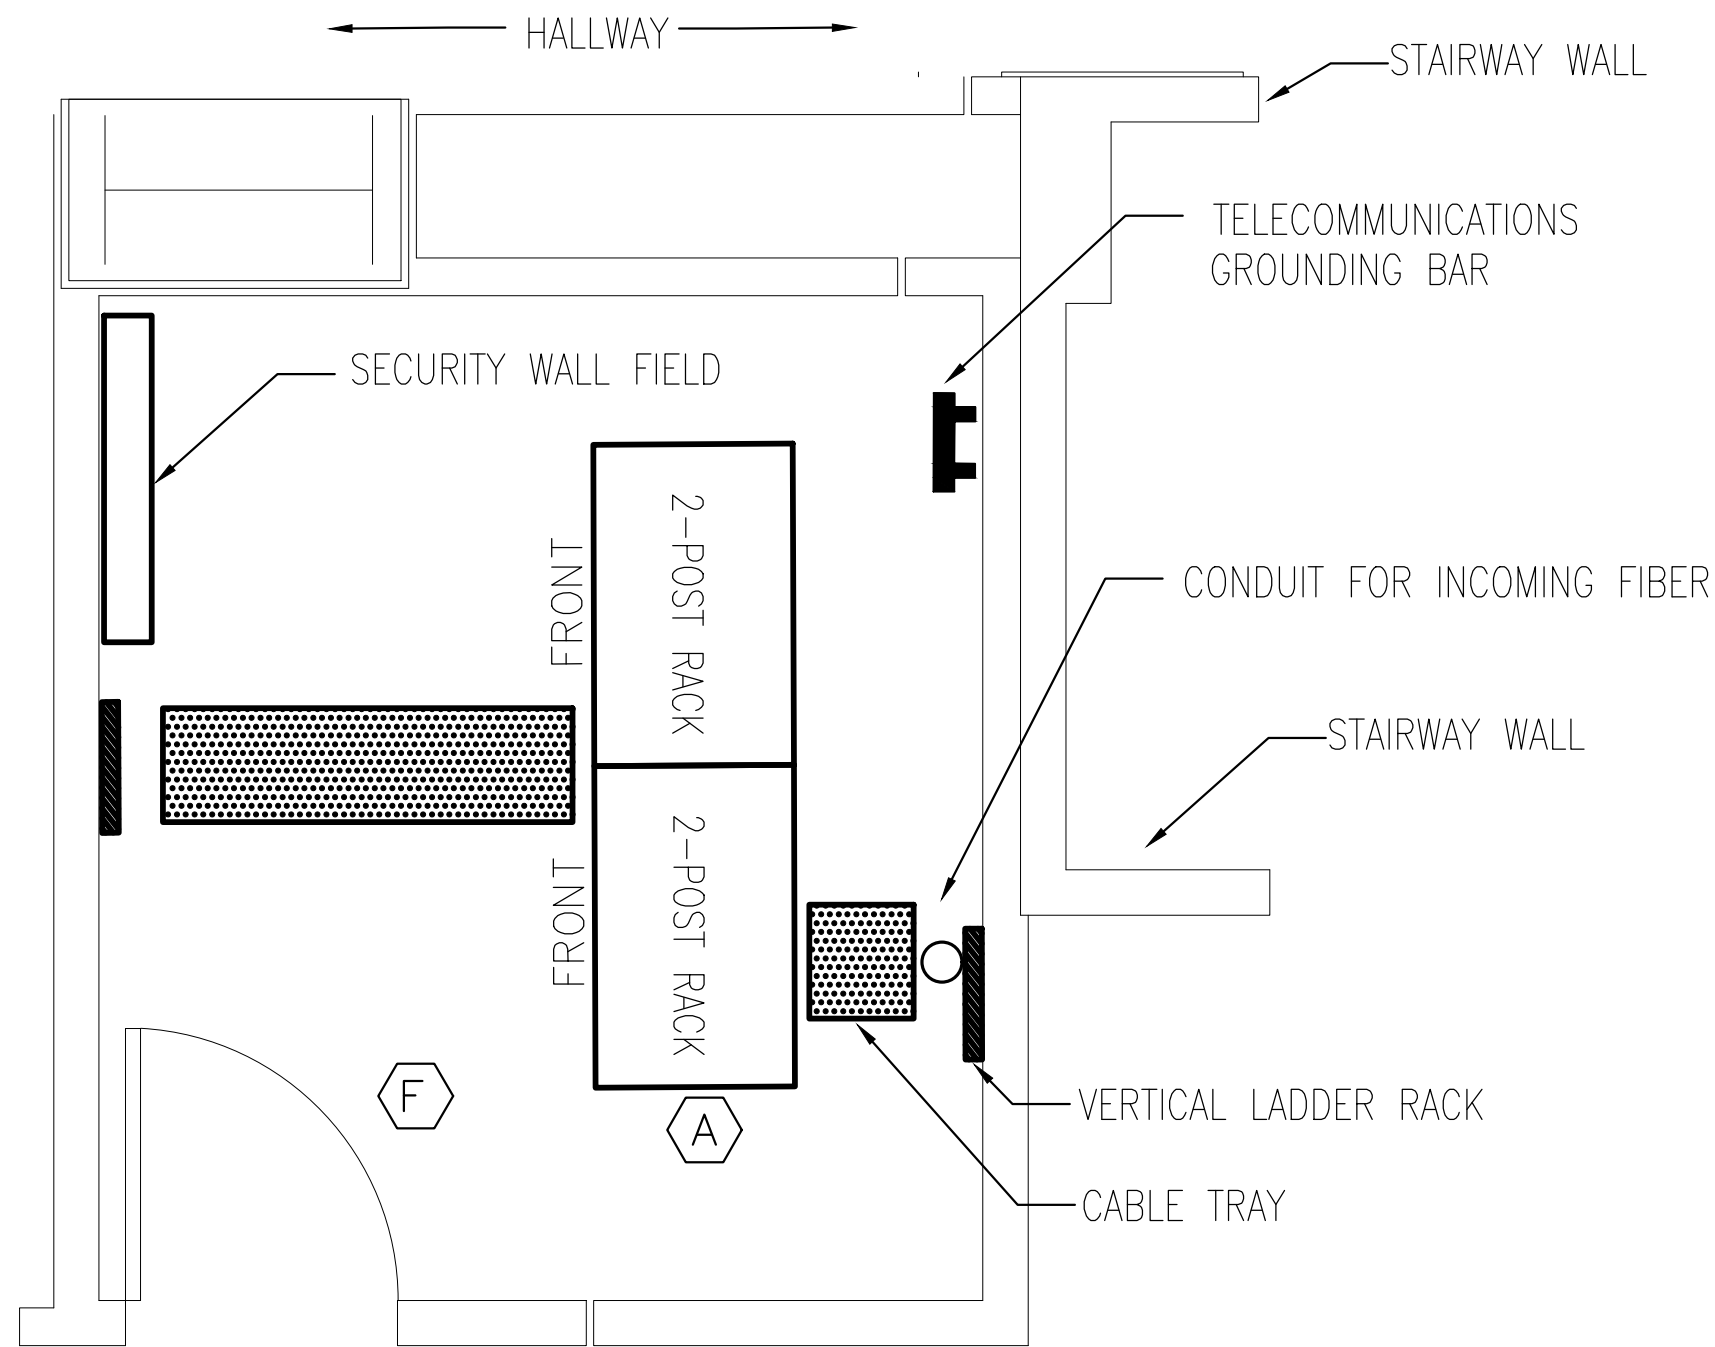 HALLWAY
STAIRWAY WALL
TELECOMMUNICATIONS
GROUNDING BAR
SECURITY WALL FIELD
2-POST RACK
FRONT
CONDUIT FOR INCOMING FIBER
STAIRWAY WALL
2-POST RACK
FRONT
F
A
VERTICAL LADDER RACK
CABLE TRAY